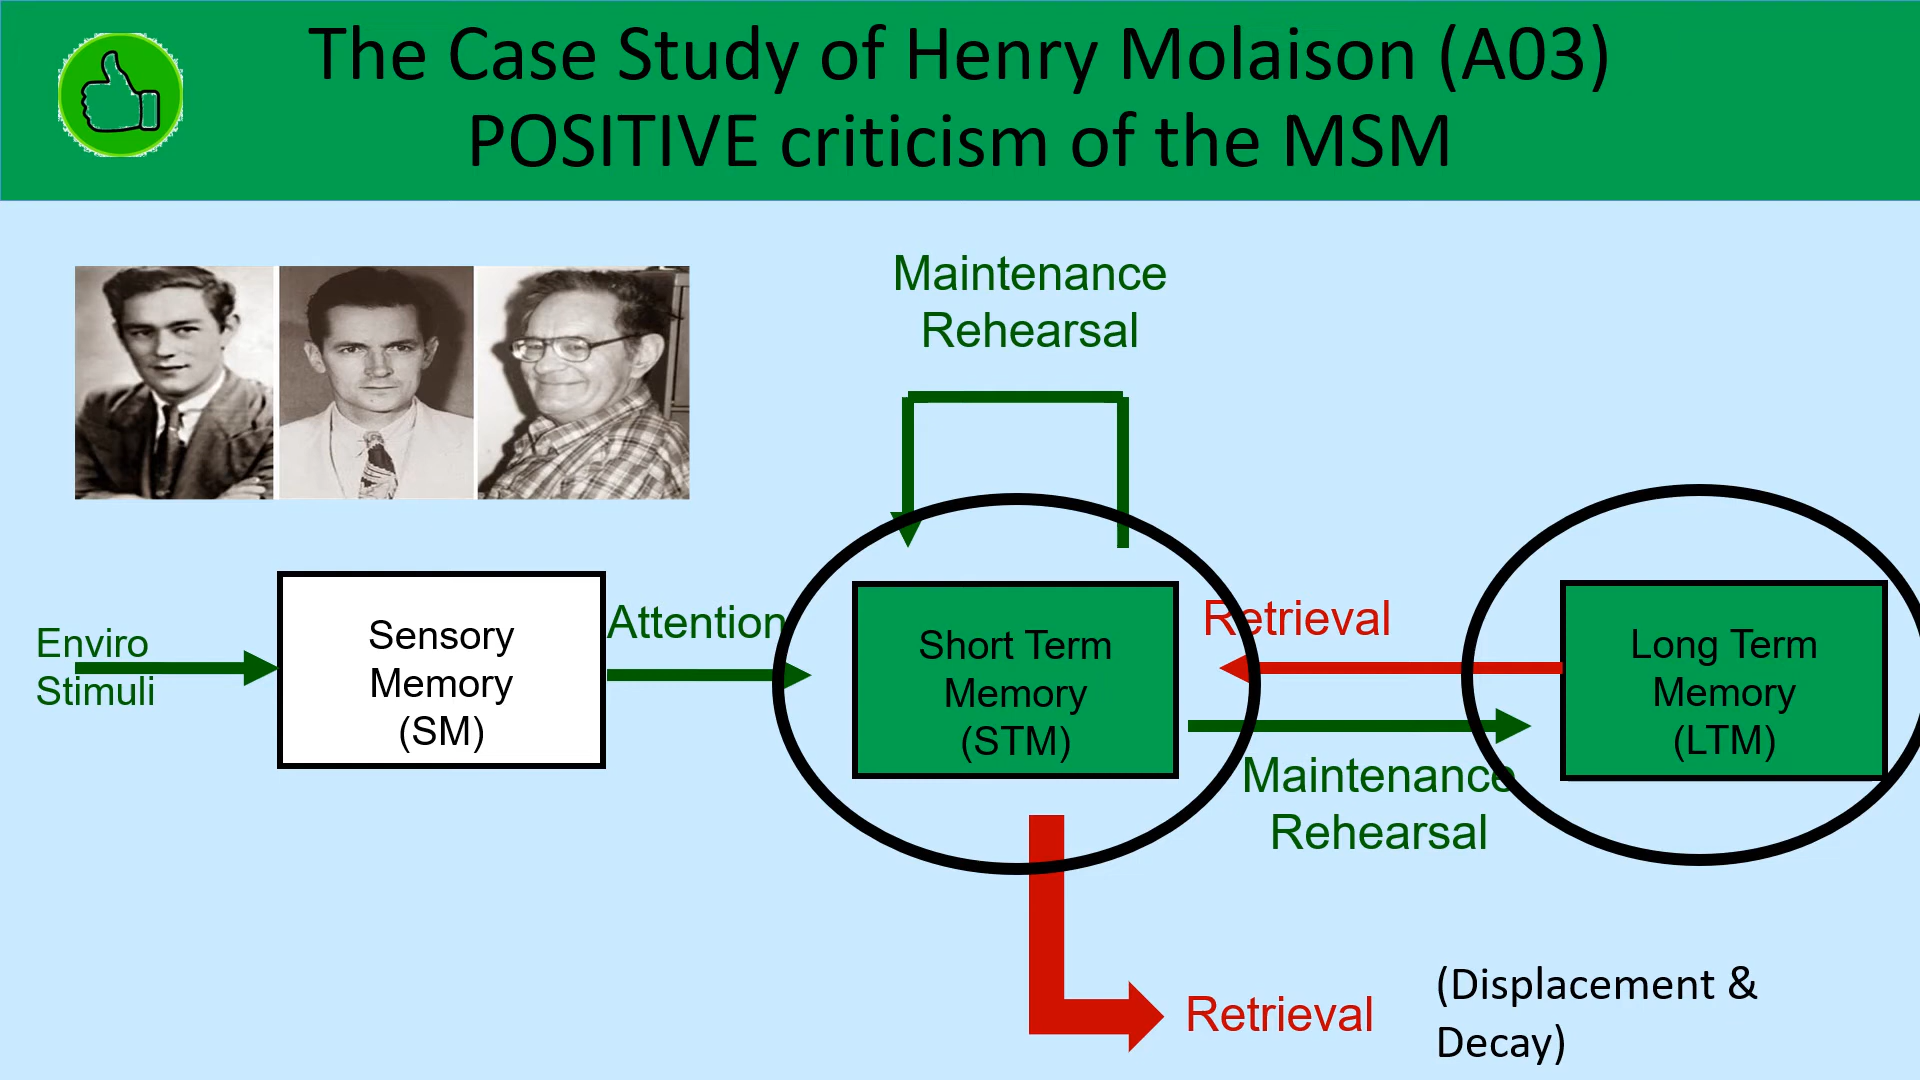 The Case Study of Henry Molaison (A03)
POSITIVE criticism of the MSM
Maintenance
Rehearsal
Enviro
Stimuli
Sensory
Memory
(SM)
Attention
Short Term
Memory
(STM)
Retrieval
Maintenance
Rehearsal
Long Term
Memory
(LTM)
Retrieval
(Displacement &
Decay)